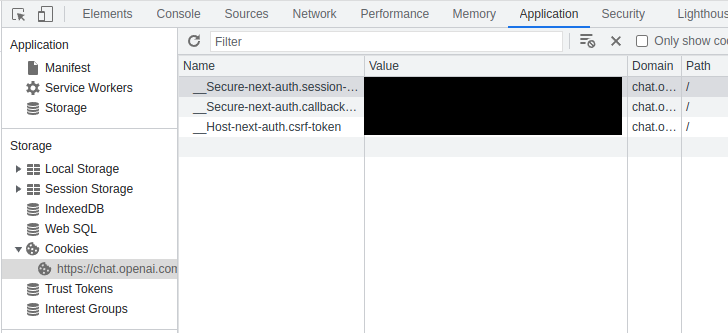 Elements Console Sources Network Performance Memory Application Security Lighthous
Application
Manifest
Service Workers
Storage
Storage
Local Storage
Session Storage
IndexedDB
Web SQL
Cookies
https://chat.openai.com
Trust Tokens
Interest Groups
Filter
Only show coo
Name Value Domain Path
__Secure-next-auth.session-... chat.o... /
__Secure-next-auth.callback... chat.o... /
__Host-next-auth.csrf-token chat.o... /